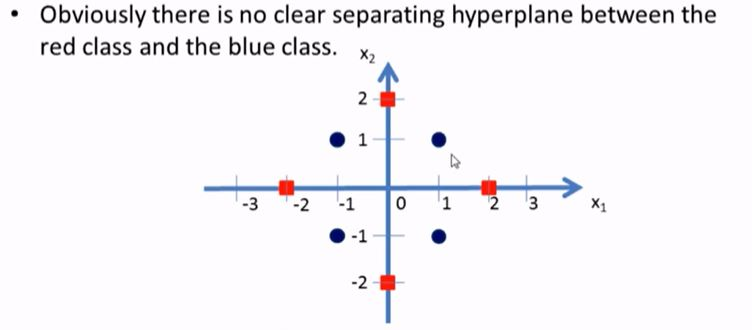 • Obviously there is no clear separating hyperplane between the
red class and the blue class.
x₂
2
1
-3 -2 -1 0 1 2 3 x₁
-1
-2